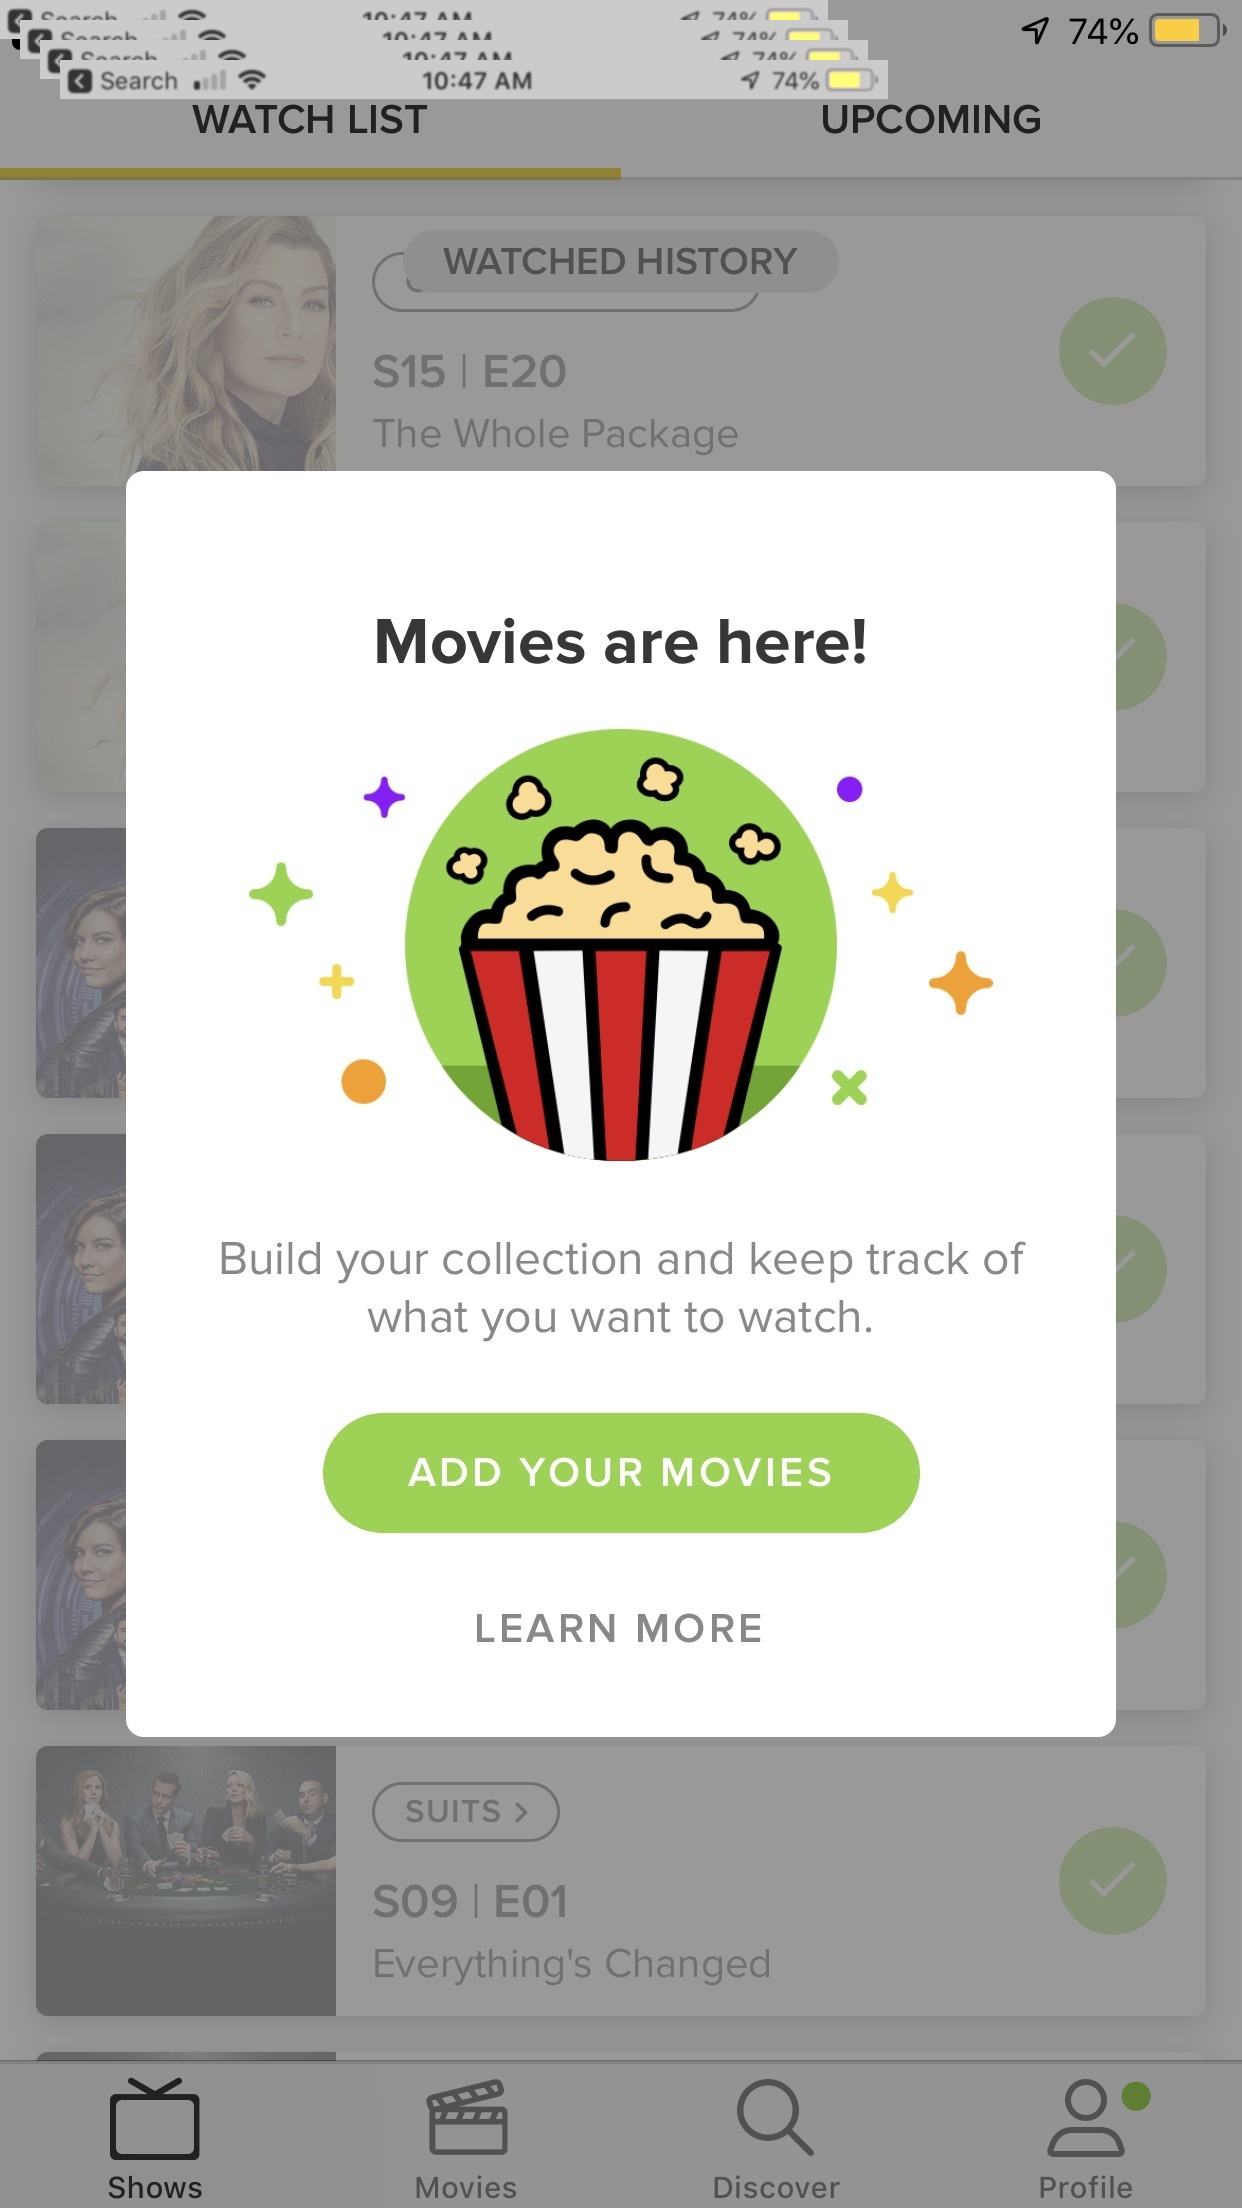 Search 10:47 AM 74%
Search 10:47 AM 74%
Search 10:47 AM 74%
Search 10:47 AM 74%
74%
WATCH LIST UPCOMING
WATCHED HISTORY
S15 | E20
The Whole Package
Movies are here!
Build your collection and keep track of
what you want to watch.
ADD YOUR MOVIES
LEARN MORE
SUITS >
S09 | E01
Everything's Changed
Shows Movies Discover Profile